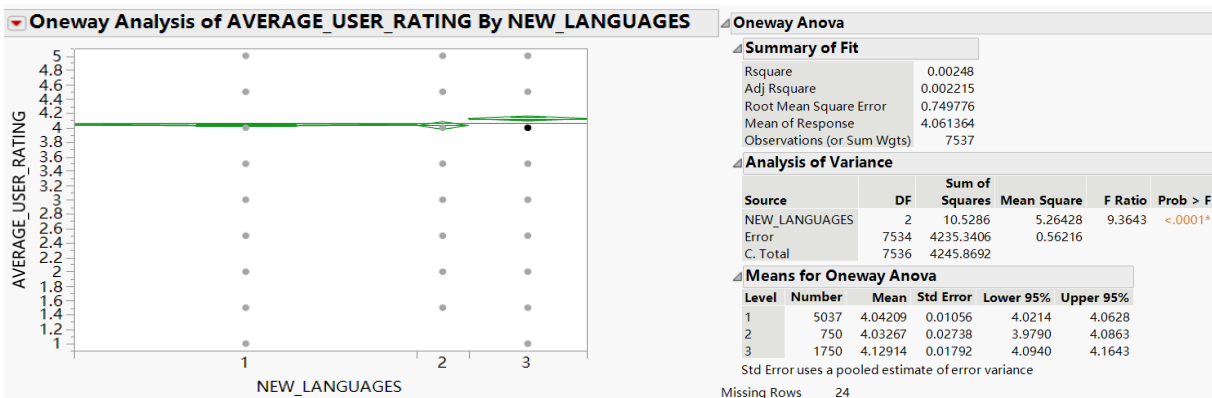 Oneway Analysis of AVERAGE_USER_RATING By NEW_LANGUAGES
5
4.8
4.6
4.4
4.2
4
3.8
3.6
3.4
3.2
3
2.8
2.6
2.4
2.2
2
1.8
1.6
1.4
1.2
1
AVERAGE_USER_RATING
1 2 3
NEW_LANGUAGES
Oneway Anova
Summary of Fit
Rsquare 0.00248
Adj Rsquare 0.002215
Root Mean Square Error 0.749776
Mean of Response 4.061364
Observations (or Sum Wgts) 7537
Analysis of Variance
Sum of
Source DF Squares Mean Square F Ratio Prob > F
NEW_LANGUAGES 2 10.5286 5.26428 9.3643 <.0001*
Error 7534 4235.3406 0.56216
C. Total 7536 4245.8692
Means for Oneway Anova
Level Number Mean Std Error Lower 95% Upper 95%
1 5037 4.04209 0.01056 4.0214 4.0628
2 750 4.03267 0.02738 3.9790 4.0863
3 1750 4.12914 0.01792 4.0940 4.1643
Std Error uses a pooled estimate of error variance
Missing Rows 24